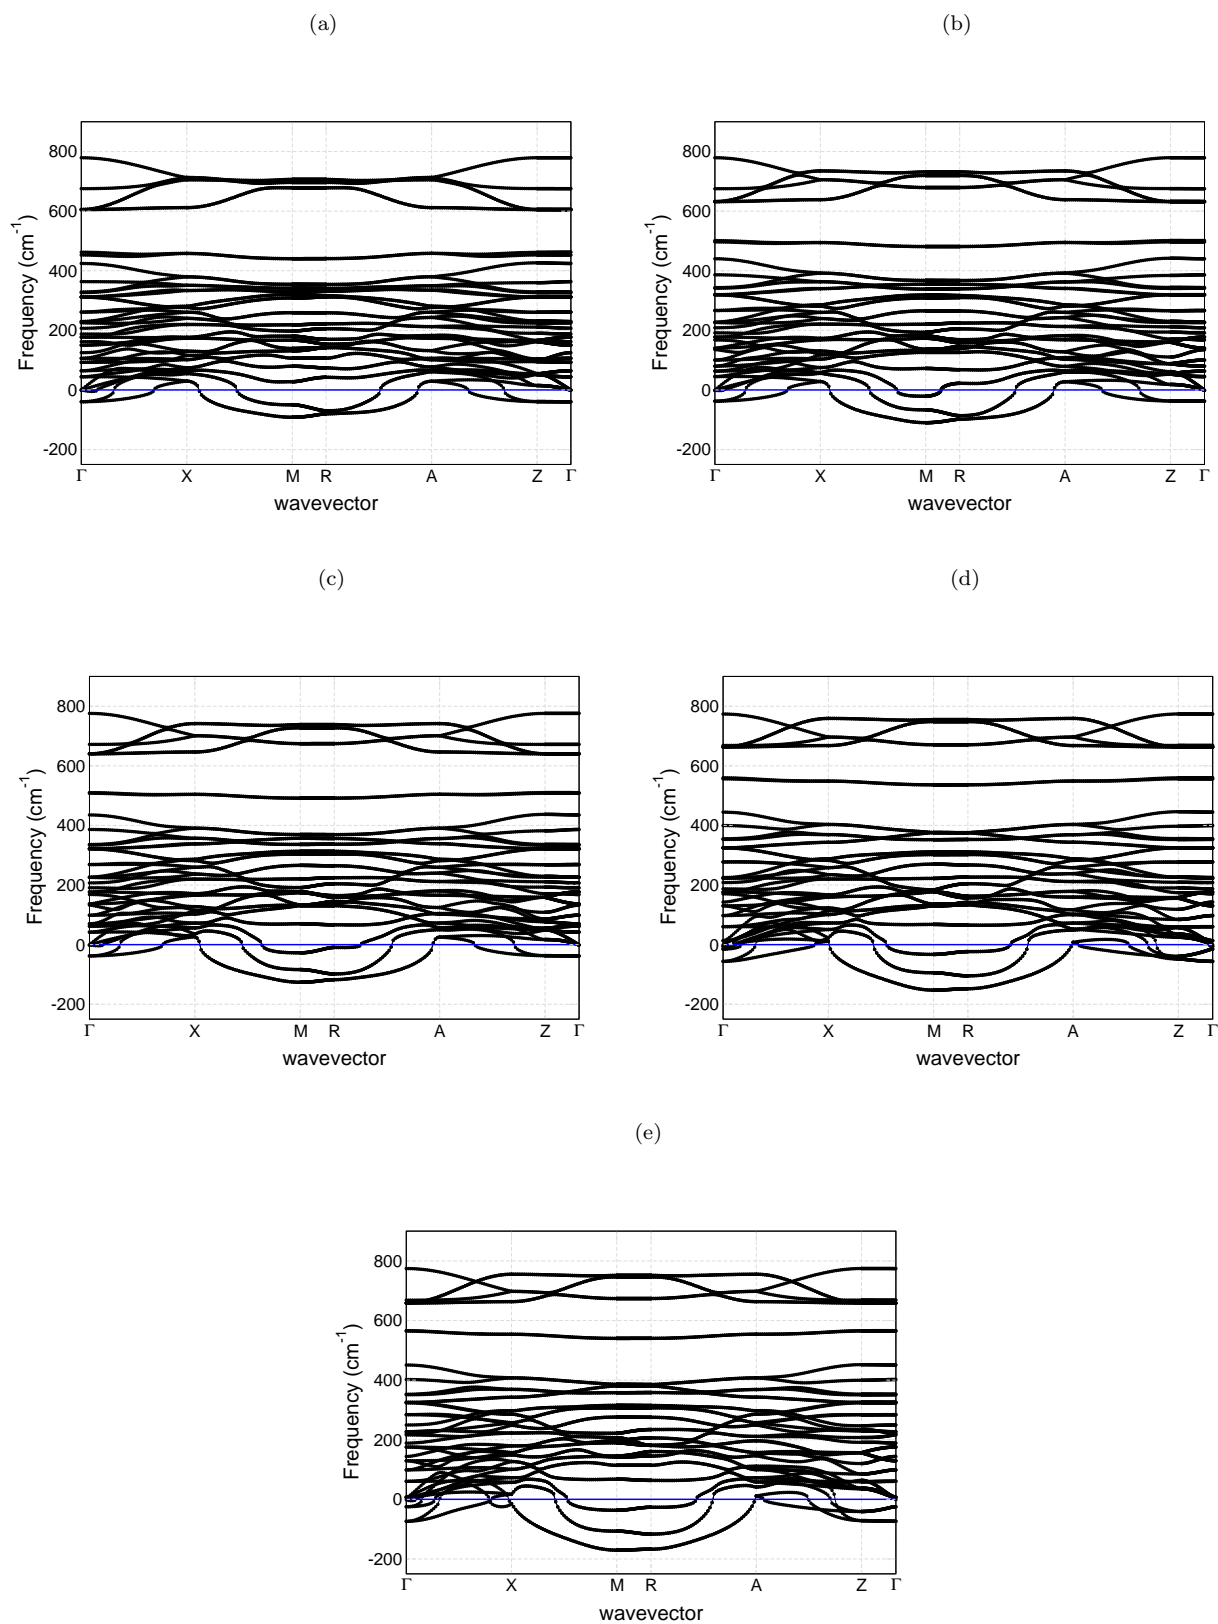 (a)
800
600
400
200
0
-200
Frequency (cm⁻¹)
Γ X M R A Z Γ
wavevector
(b)
800
600
400
200
0
-200
Frequency (cm⁻¹)
Γ X M R A Z Γ
wavevector
(c)
800
600
400
200
0
-200
Frequency (cm⁻¹)
Γ X M R A Z Γ
wavevector
(d)
800
600
400
200
0
-200
Frequency (cm⁻¹)
Γ X M R A Z Γ
wavevector
(e)
800
600
400
200
0
-200
Frequency (cm⁻¹)
Γ X M R A Z Γ
wavevector